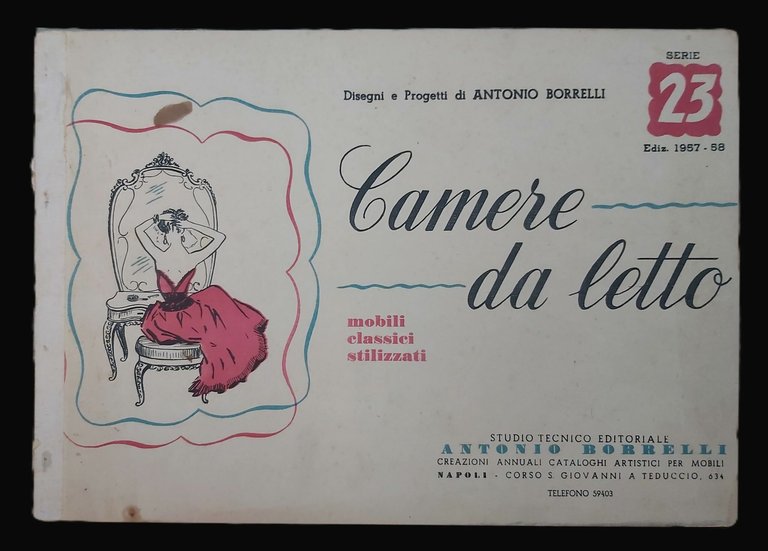 SERIE
23
Ediz. 1957 - 58
Disegni e Progetti di ANTONIO BORRELLI
Camere
da letto
mobili
classici
stilizzati
STUDIO TECNICO EDITORIALE
ANTONIO BORRELLI
CREAZIONI ANNUALI CATALOGHI ARTISTICI PER MOBILI
NAPOLI - CORSO S. GIOVANNI A TEDUCCIO, 634
TELEFONO 59403